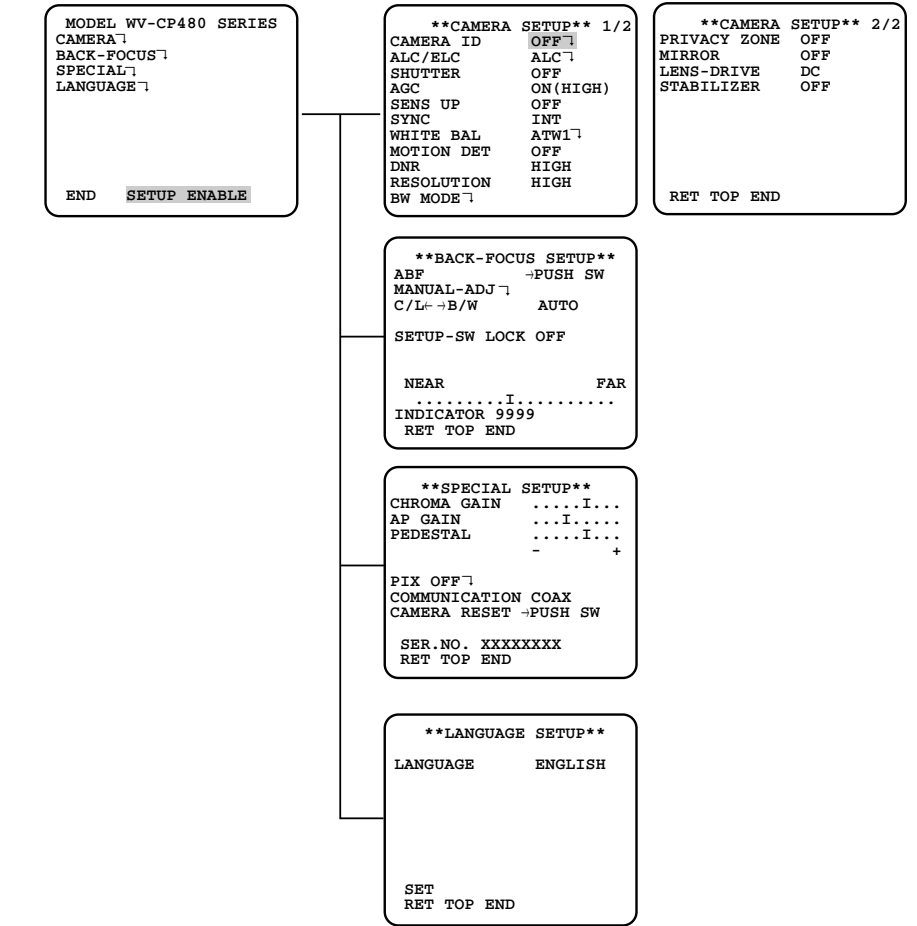 MODEL WV-CP480 SERIES
CAMERA↵
BACK-FOCUS↵
SPECIAL↵
LANGUAGE↵
END SETUP ENABLE
**CAMERA SETUP** 1/2
CAMERA ID OFF↵
ALC/ELC ALC↵
SHUTTER OFF
AGC ON(HIGH)
SENS UP OFF
SYNC INT
WHITE BAL ATW1↵
MOTION DET OFF
DNR HIGH
RESOLUTION HIGH
BW MODE↵
**CAMERA SETUP** 2/2
PRIVACY ZONE OFF
MIRROR OFF
LENS-DRIVE DC
STABILIZER OFF
RET TOP END
**BACK-FOCUS SETUP**
ABF →PUSH SW
MANUAL-ADJ↵
C/L←→B/W AUTO
SETUP-SW LOCK OFF
NEAR FAR
.........I..........
INDICATOR 9999
RET TOP END
**SPECIAL SETUP**
CHROMA GAIN .....I...
AP GAIN ...I.....
PEDESTAL .....I...
- +
PIX OFF↵
COMMUNICATION COAX
CAMERA RESET →PUSH SW
SER.NO. XXXXXXXX
RET TOP END
**LANGUAGE SETUP**
LANGUAGE ENGLISH
SET
RET TOP END